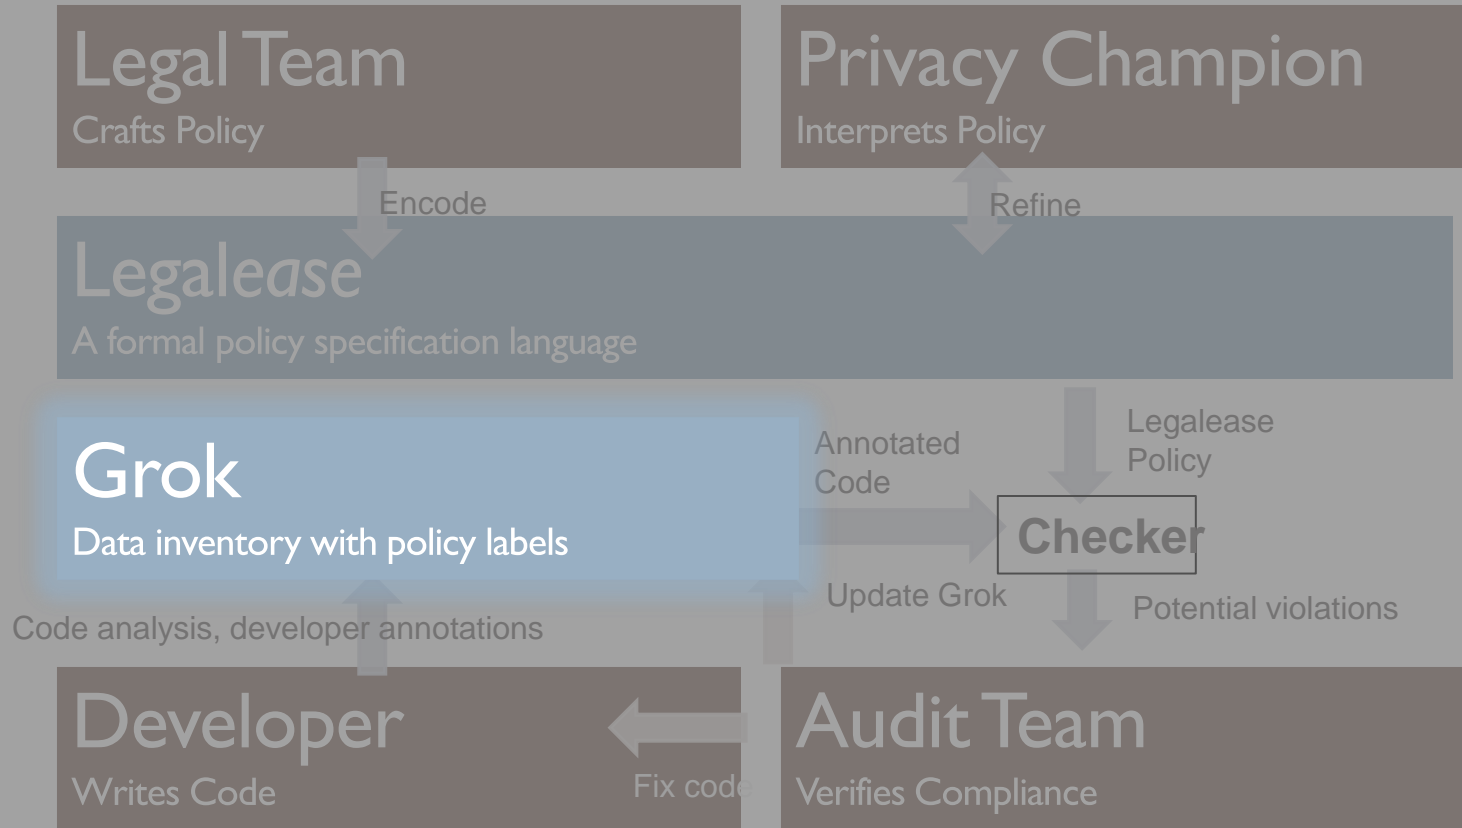 Legal Team
Crafts Policy
Privacy Champion
Interprets Policy
Encode
Refine
Legalease
A formal policy specification language
Grok
Data inventory with policy labels
Annotated
Code
Legalease
Policy
Checker
Update Grok
Potential violations
Code analysis, developer annotations
Developer
Writes Code
Fix code
Audit Team
Verifies Compliance